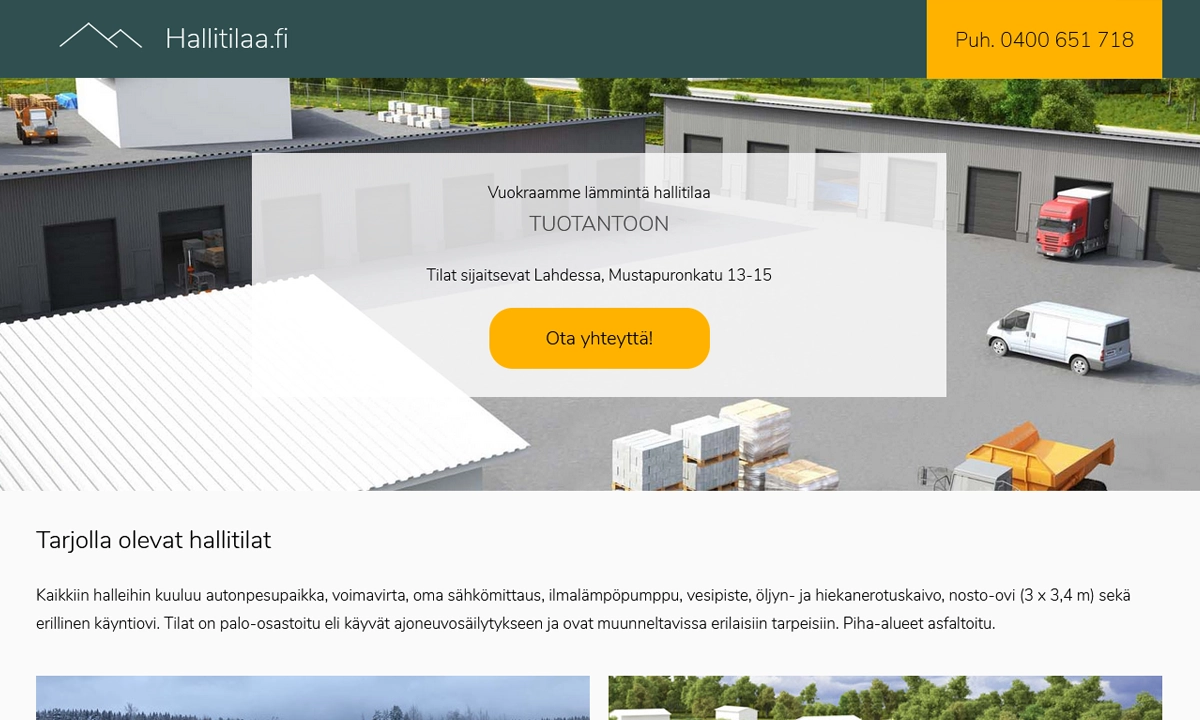 Hallitilaa.fi
Puh. 0400 651 718
Vuokraamme lämmintä hallitilaa
TUOTANTOON
Tilat sijaitsevat Lahdessa, Mustapuronkatu 13-15
Ota yhteyttä!
Tarjolla olevat hallitilat
Kaikkiin halleihin kuuluu autonpesupaikka, voimavirta, oma sähkömittaus, ilmalämpöpumppu, vesipiste, öljyn- ja hiekanerotuskaivo, nosto-ovi (3 x 3,4 m) sekä
erillinen käyntiovi. Tilat on palo-osastoitu eli käyvät ajoneuvosäilytykseen ja ovat muunneltavissa erilaisiin tarpeisiin. Piha-alueet asfaltoitu.